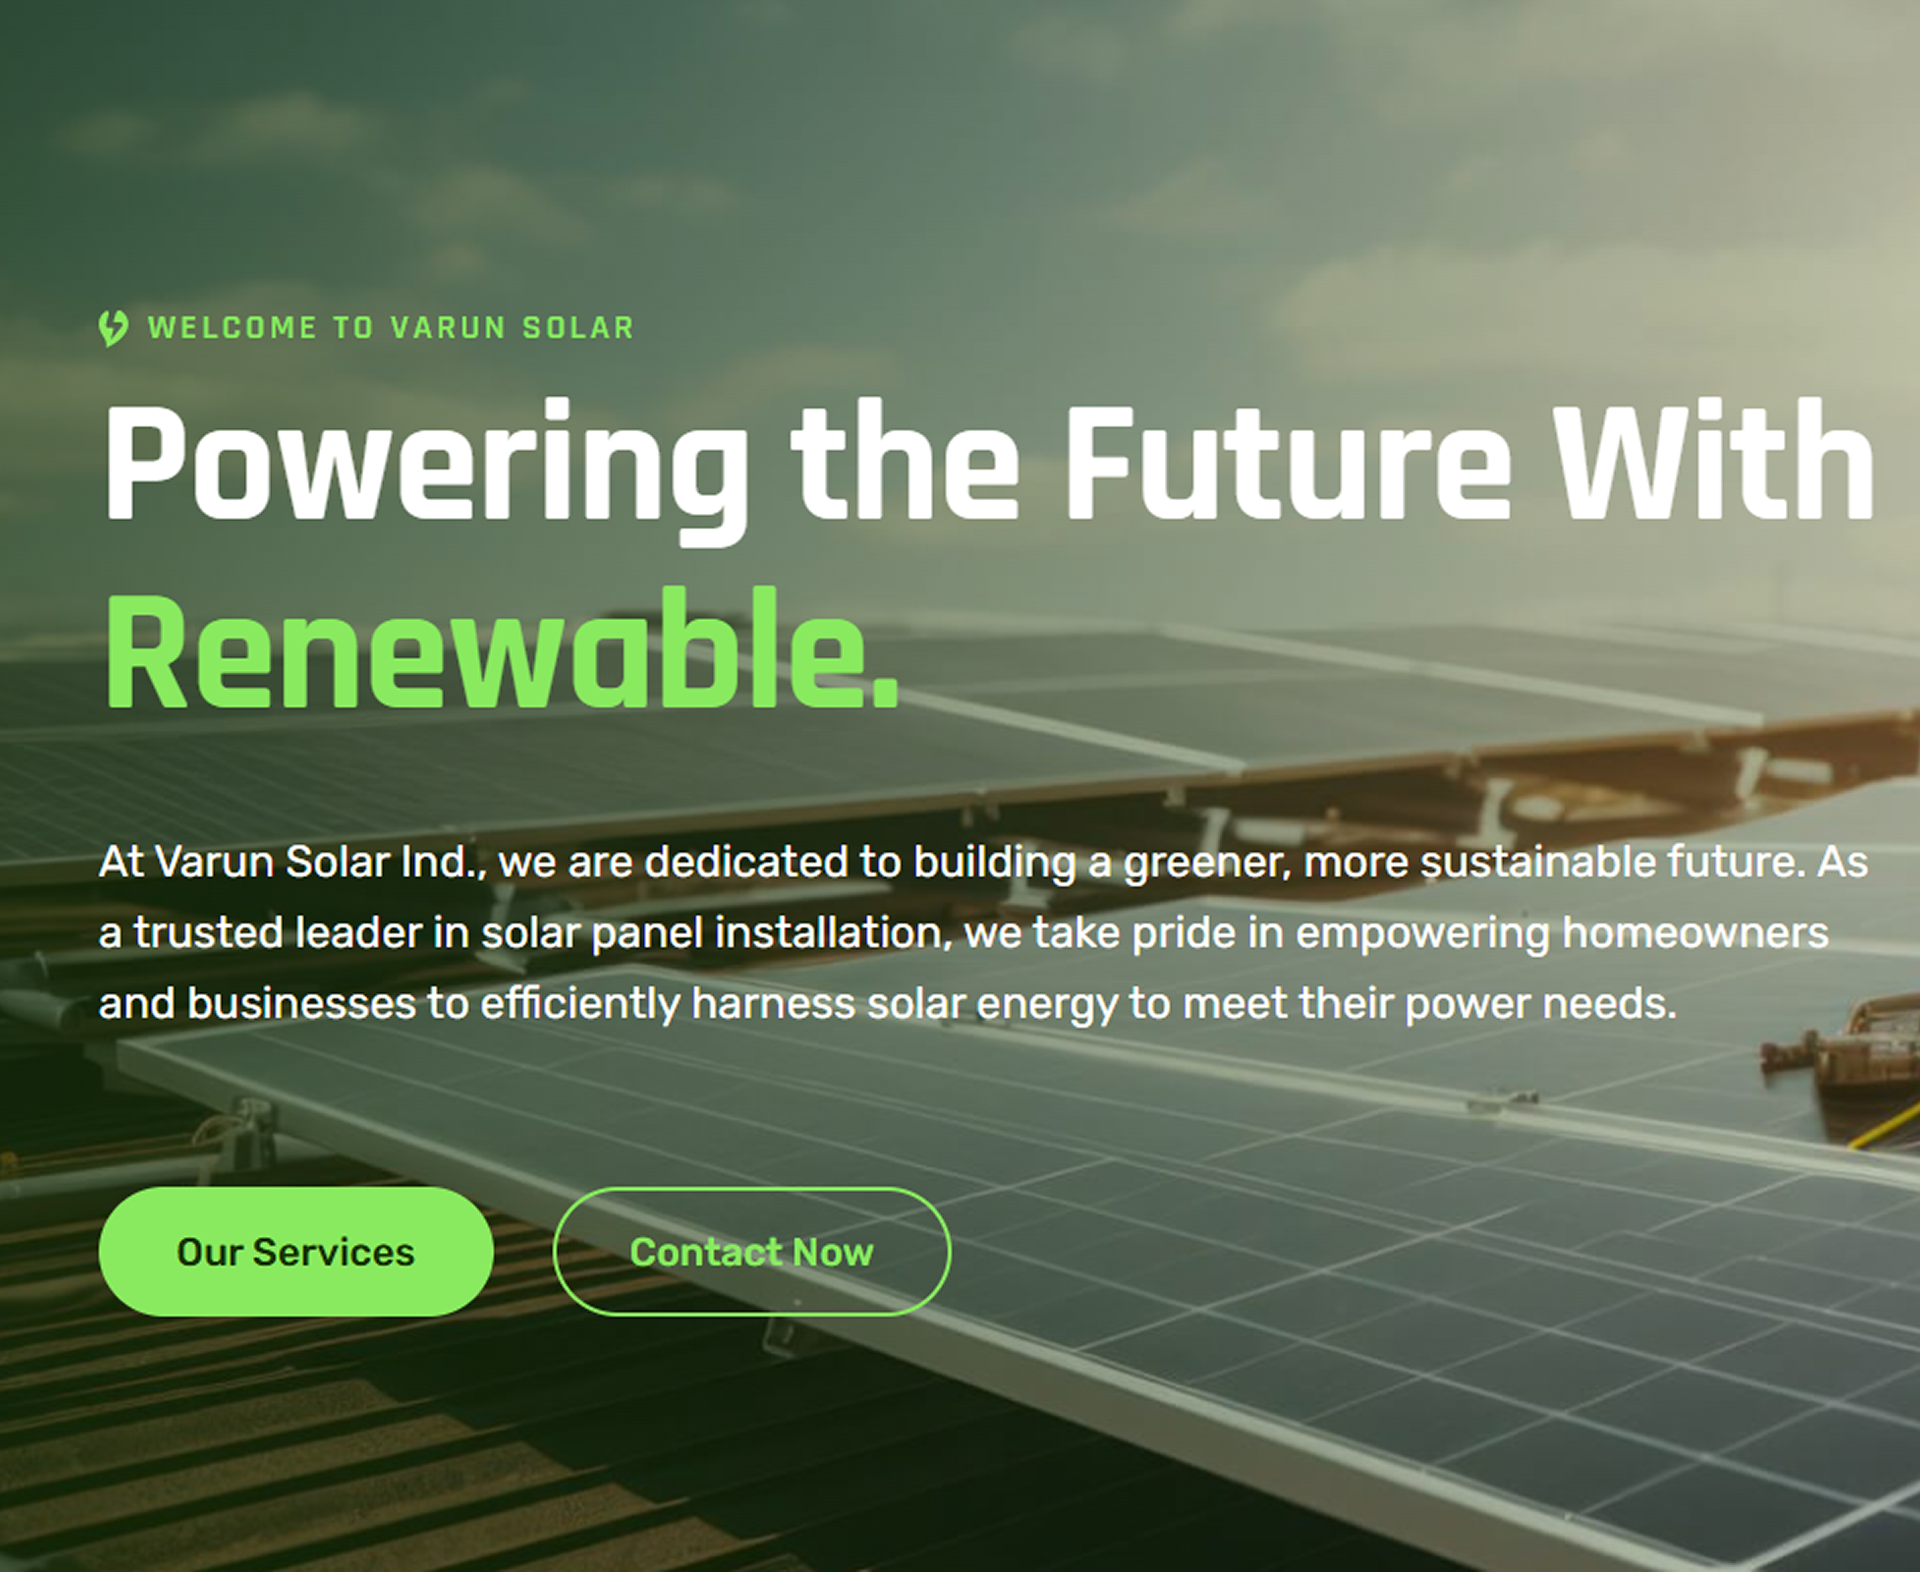 WELCOME TO VARUN SOLAR
Powering the Future With
Renewable.
At Varun Solar Ind., we are dedicated to building a greener, more sustainable future. As
a trusted leader in solar panel installation, we take pride in empowering homeowners
and businesses to efficiently harness solar energy to meet their power needs.
Our Services
Contact Now